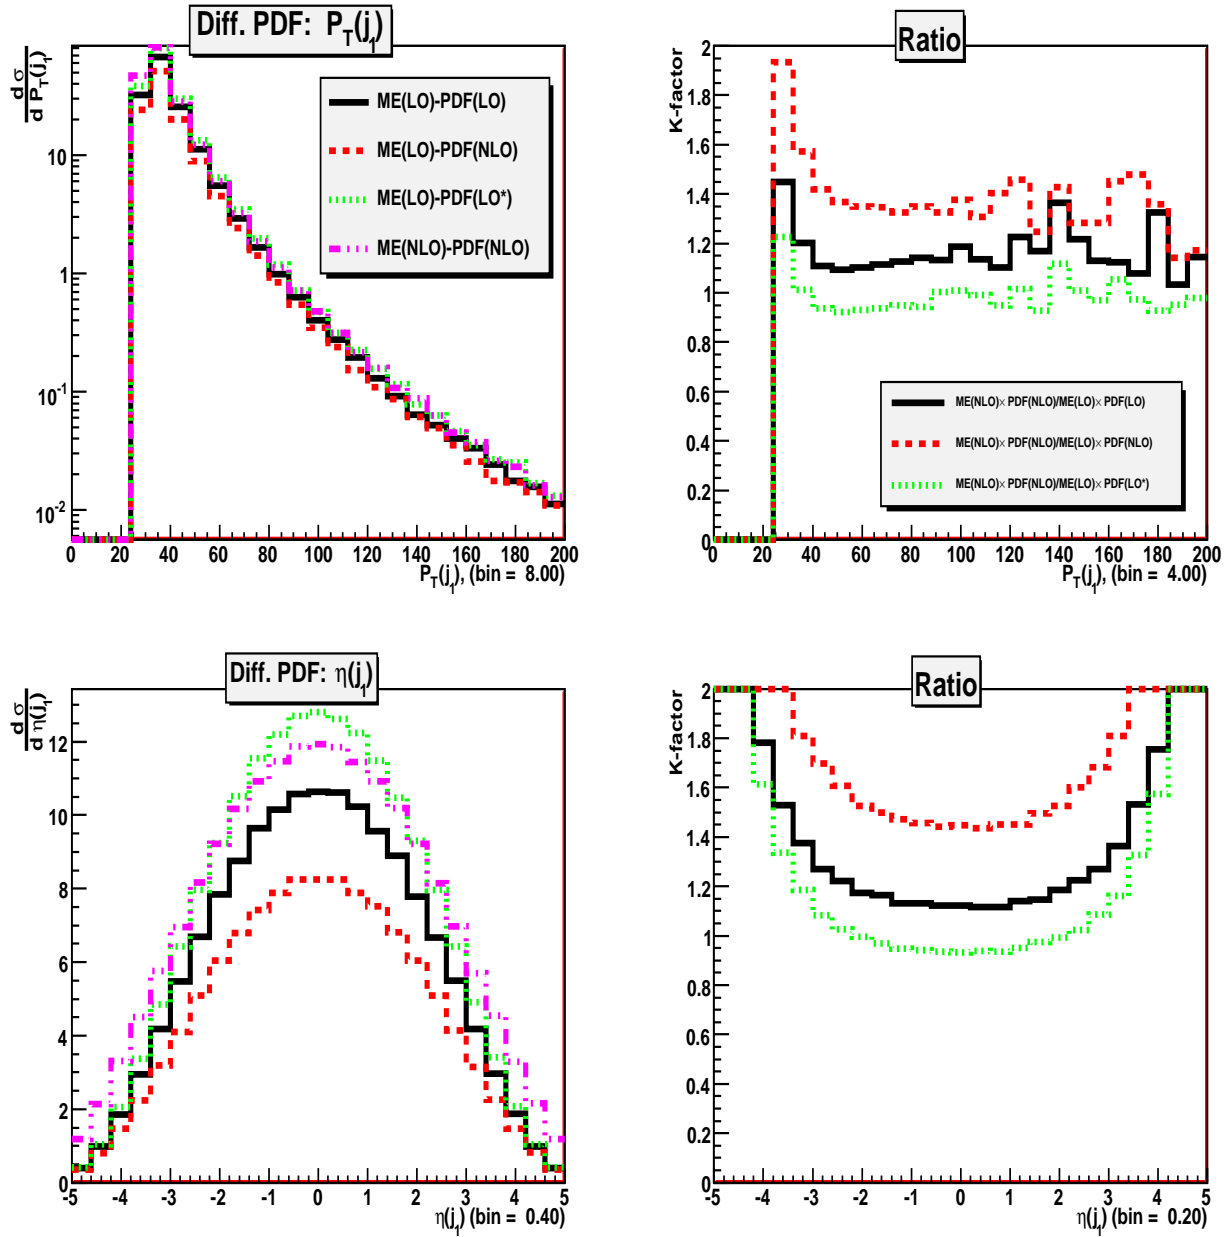 Diff. PDF: P_T(j_1)
d σ
d P_T(j_1)
10
1
10^-1
10^-2
ME(LO)-PDF(LO)
ME(LO)-PDF(NLO)
ME(LO)-PDF(LO*)
ME(NLO)-PDF(NLO)
0 20 40 60 80 100 120 140 160 180 200
P_T(j_1), (bin = 8.00)
Ratio
K-factor
2
1.8
1.6
1.4
1.2
1
0.8
0.6
0.4
0.2
0
ME(NLO)× PDF(NLO)/ME(LO)× PDF(LO)
ME(NLO)× PDF(NLO)/ME(LO)× PDF(NLO)
ME(NLO)× PDF(NLO)/ME(LO)× PDF(LO*)
0 20 40 60 80 100 120 140 160 180 200
P_T(j_1), (bin = 4.00)
Diff. PDF: η(j_1)
d σ
d η(j_1)
12
10
8
6
4
2
0
-5 -4 -3 -2 -1 0 1 2 3 4 5
η(j_1) (bin = 0.40)
Ratio
K-factor
2
1.8
1.6
1.4
1.2
1
0.8
0.6
0.4
0.2
0
-5 -4 -3 -2 -1 0 1 2 3 4 5
η(j_1) (bin = 0.20)